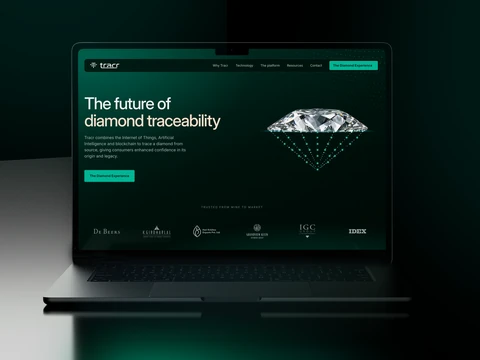 tracr
Why Tracr
Technology
The platform
Resources
Contact
The Diamond Experience
The future of
diamond traceability
Tracr combines the Internet of Things, Artificial
Intelligence and blockchain to trace a diamond from
source, giving consumers enhanced confidence in its
origin and legacy.
The Diamond Experience
TRUSTED FROM MINE TO MARKET
DE BEERS
IGC
IDEX